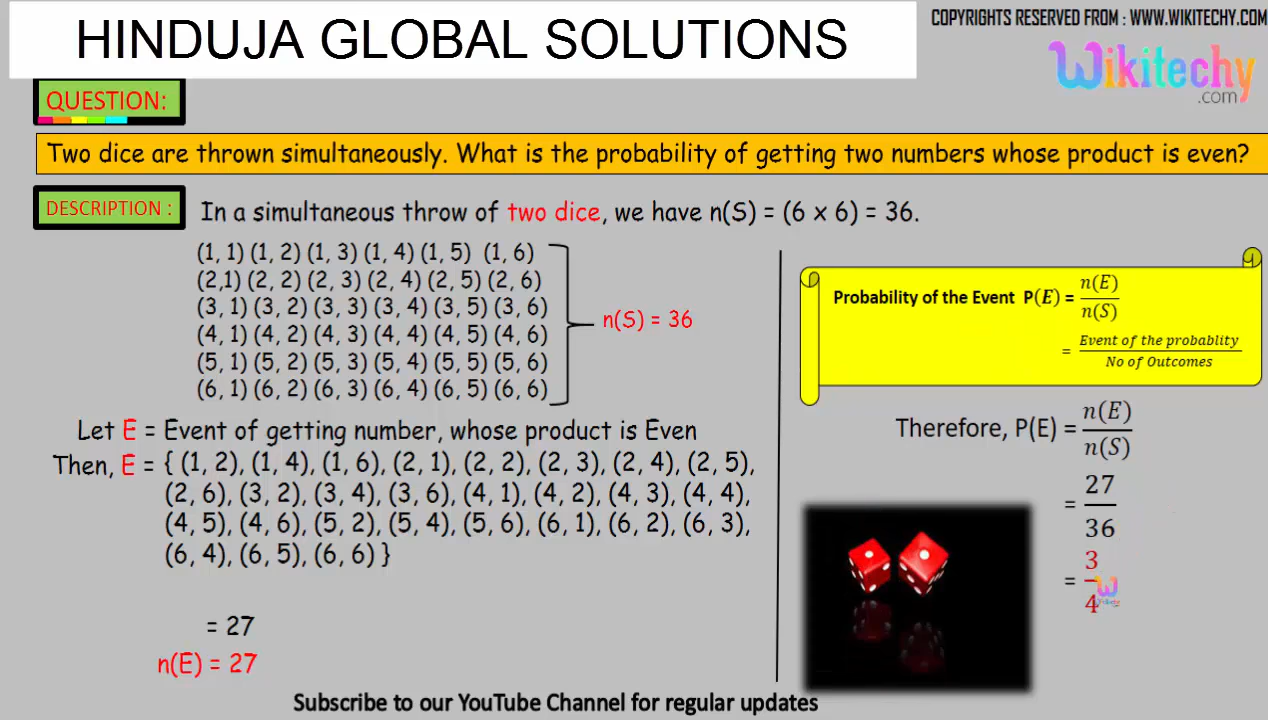 HINDUJA GLOBAL SOLUTIONS
COPYRIGHTS RESERVED FROM : WWW.WIKITECHY.COM
Wikitechy
.com
QUESTION:
Two dice are thrown simultaneously. What is the probability of getting two numbers whose product is even?
DESCRIPTION :
In a simultaneous throw of two dice, we have n(S) = (6 x 6) = 36.
(1, 1) (1, 2) (1, 3) (1, 4) (1, 5) (1, 6)
(2,1) (2, 2) (2, 3) (2, 4) (2, 5) (2, 6)
(3, 1) (3, 2) (3, 3) (3, 4) (3, 5) (3, 6)
(4, 1) (4, 2) (4, 3) (4, 4) (4, 5) (4, 6)
(5, 1) (5, 2) (5, 3) (5, 4) (5, 5) (5, 6)
(6, 1) (6, 2) (6, 3) (6, 4) (6, 5) (6, 6)
n(S) = 36
Let E = Event of getting number, whose product is Even
Then, E = { (1, 2), (1, 4), (1, 6), (2, 1), (2, 2), (2, 3), (2, 4), (2, 5),
(2, 6), (3, 2), (3, 4), (3, 6), (4, 1), (4, 2), (4, 3), (4, 4),
(4, 5), (4, 6), (5, 2), (5, 4), (5, 6), (6, 1), (6, 2), (6, 3),
(6, 4), (6, 5), (6, 6) }
= 27
n(E) = 27
Probability of the Event P(E) = n(E)
n(S)
= Event of the probablity
No of Outcomes
Therefore, P(E) = n(E)
n(S)
= 27
36
= 3
4
Subscribe to our YouTube Channel for regular updates